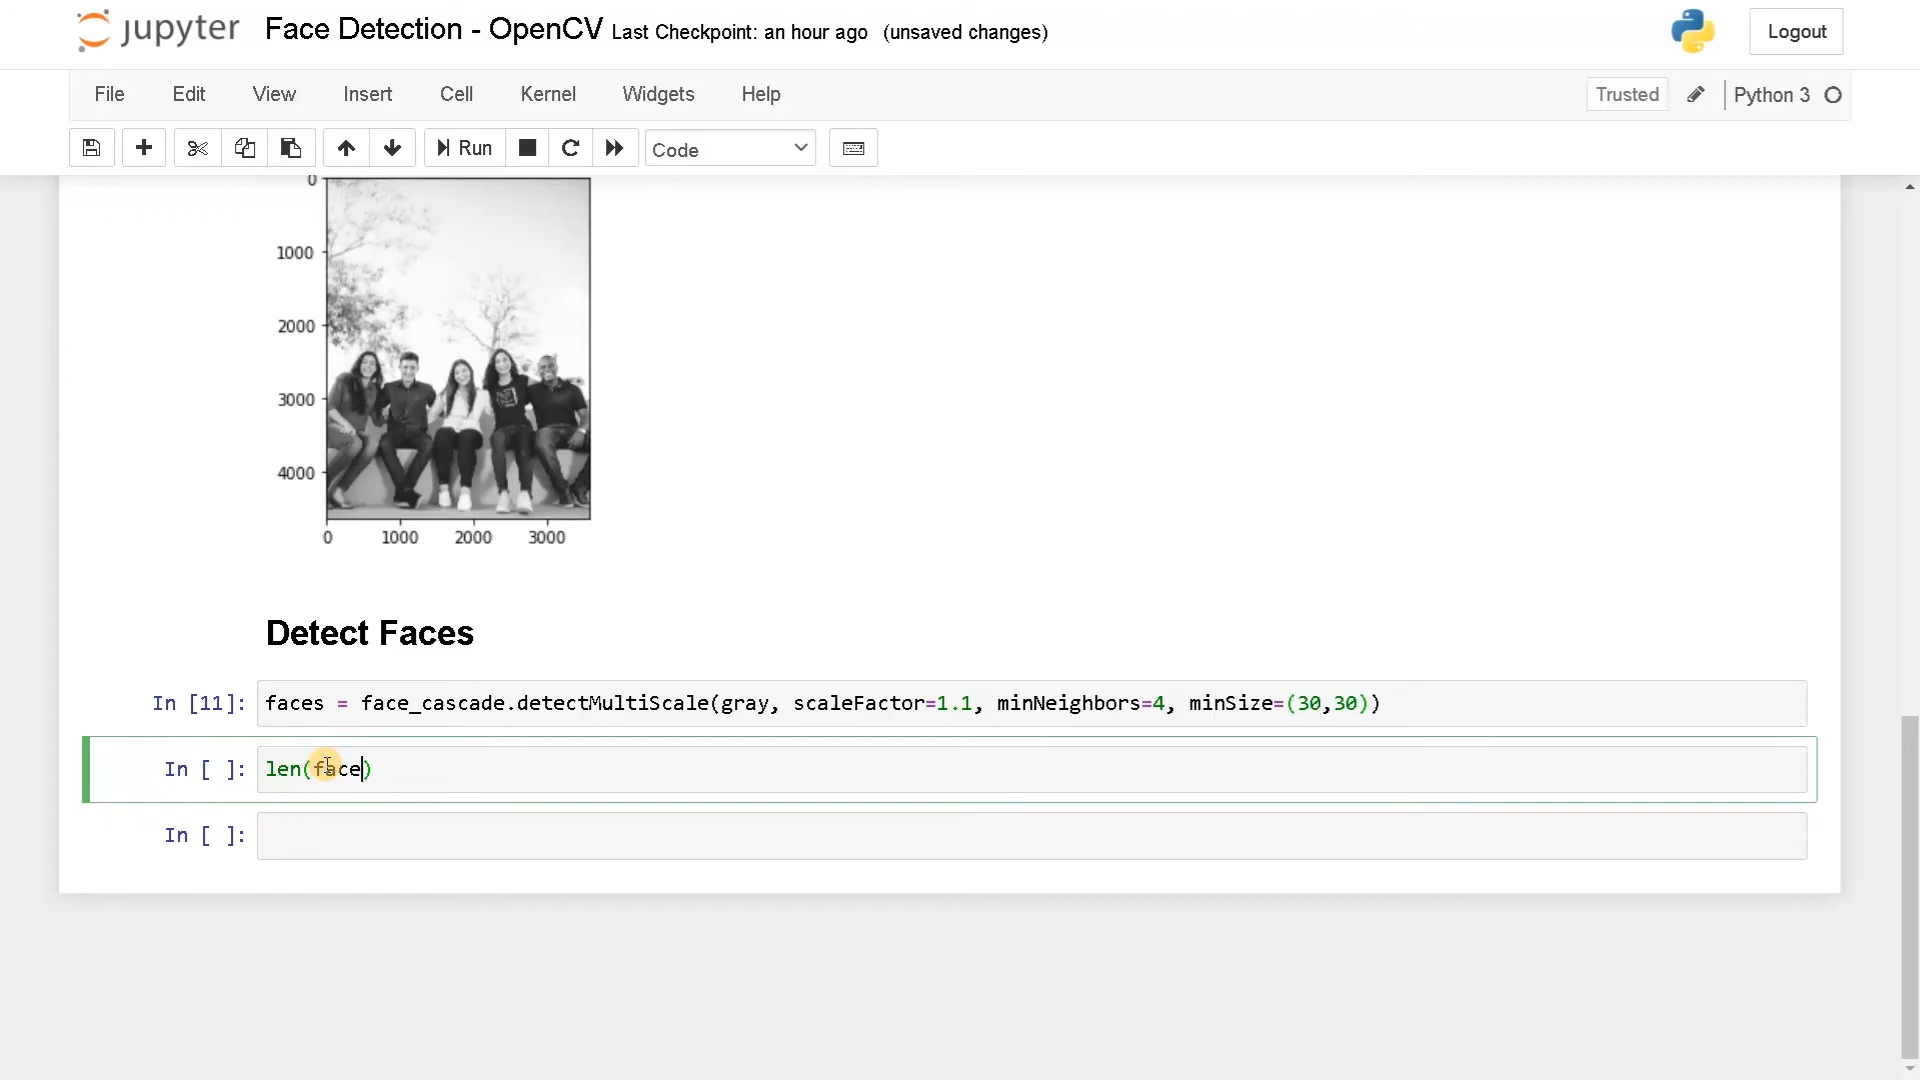 jupyter Face Detection - OpenCV Last Checkpoint: an hour ago (unsaved changes) Logout
File Edit View Insert Cell Kernel Widgets Help Trusted Python 3
Run Code
0
1000
2000
3000
4000
0 1000 2000 3000
Detect Faces
In [11]: faces = face_cascade.detectMultiScale(gray, scaleFactor=1.1, minNeighbors=4, minSize=(30,30))
In [ ]: len(face)
In [ ]: